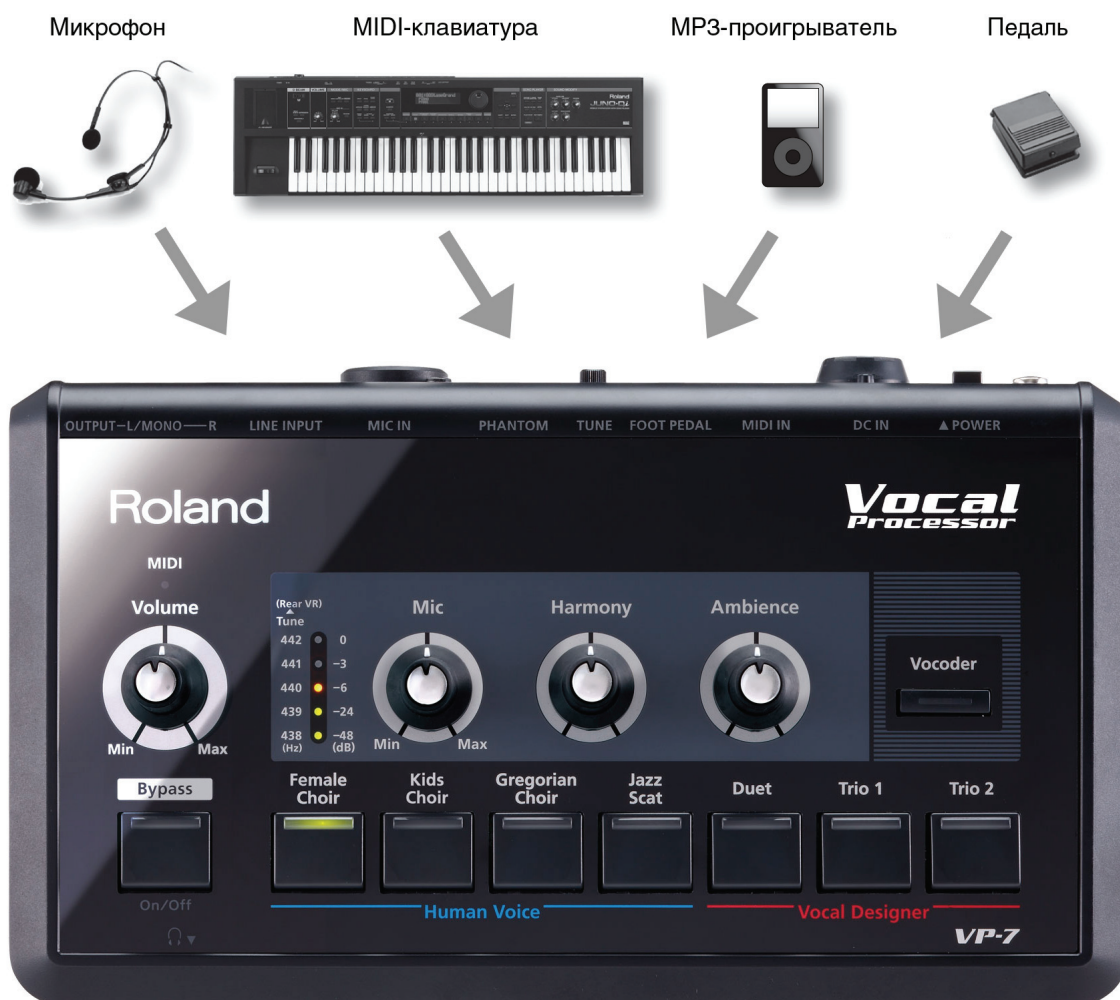 Микрофон
MIDI-клавиатура
MP3-проигрыватель
Педаль
Roland
JUNO-Di
OUTPUT–L/MONO–R LINE INPUT MIC IN PHANTOM TUNE FOOT PEDAL MIDI IN DC IN ▲ POWER
Roland
Vocal
Processor
MIDI
Volume
Min Max
(Rear VR)
Tune
442 0
441 –3
440 –6
439 –24
438 –48
(Hz) (dB)
Mic
Min Max
Harmony
Ambience
Vocoder
Bypass
On/Off
Female
Choir
Kids
Choir
Gregorian
Choir
Jazz
Scat
Duet
Trio 1
Trio 2
Human Voice
Vocal Designer
VP-7